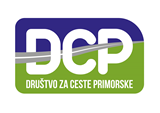 DCP
DRUŠTVO ZA CESTE PRIMORSKE